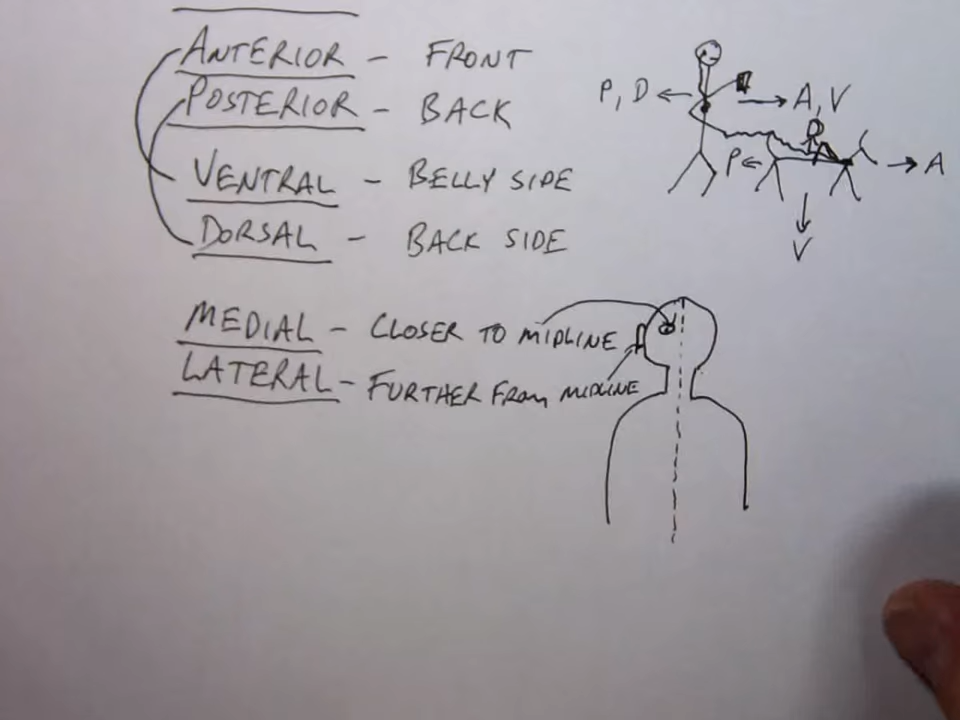 ANTERIOR - FRONT
POSTERIOR - BACK
VENTRAL - BELLY SIDE
DORSAL - BACK SIDE
MEDIAL - CLOSER TO MIDLINE
LATERAL - FURTHER FROM MIDLINE
P, D
A, V
P
A
V